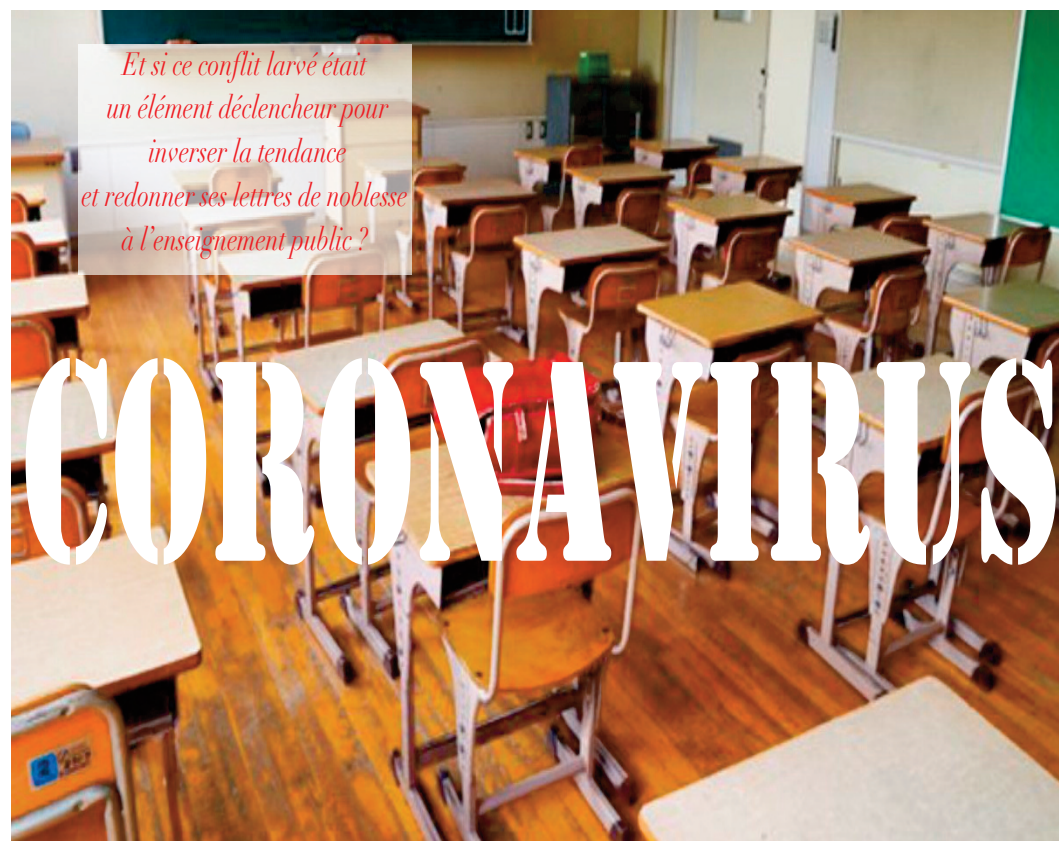 Et si ce conflit larvé était
un élément déclencheur pour
inverser la tendance
et redonner ses lettres de noblesse
à l’enseignement public ?
CORONAVIRUS